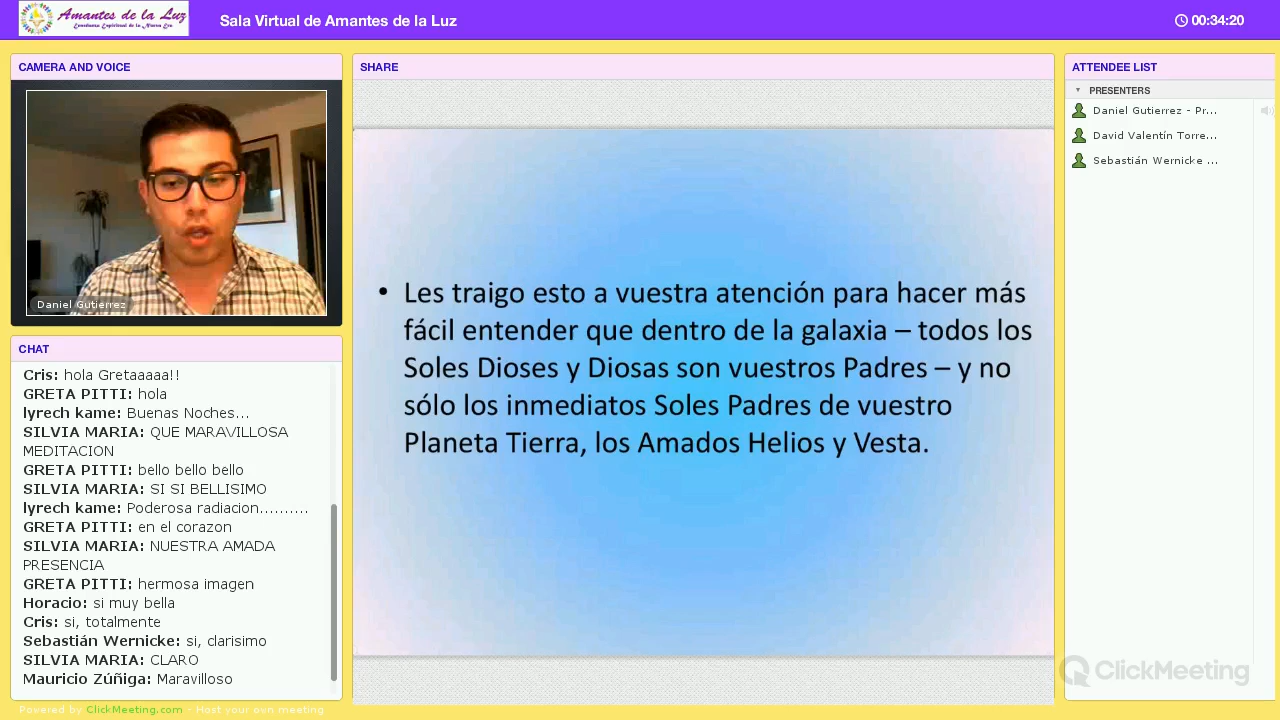 Amantes de la Luz
Enseñanza Espiritual de la Nueva Era
Sala Virtual de Amantes de la Luz
00:34:20
CAMERA AND VOICE
Daniel Gutierrez
CHAT
Cris: hola Gretaaaaa!!
GRETA PITTI: hola
lyrech kame: Buenas Noches...
SILVIA MARIA: QUE MARAVILLOSA
MEDITACION
GRETA PITTI: bello bello bello
SILVIA MARIA: SI SI BELLISIMO
lyrech kame: Poderosa radiacion..........
GRETA PITTI: en el corazon
SILVIA MARIA: NUESTRA AMADA
PRESENCIA
GRETA PITTI: hermosa imagen
Horacio: si muy bella
Cris: si, totalmente
Sebastián Wernicke: si, clarisimo
SILVIA MARIA: CLARO
Mauricio Zúñiga: Maravilloso
Powered by ClickMeeting.com - Host your own meeting
SHARE
• Les traigo esto a vuestra atención para hacer más
fácil entender que dentro de la galaxia – todos los
Soles Dioses y Diosas son vuestros Padres – y no
sólo los inmediatos Soles Padres de vuestro
Planeta Tierra, los Amados Helios y Vesta.
ATTENDEE LIST
PRESENTERS
Daniel Gutierrez - Pr...
David Valentín Torre...
Sebastián Wernicke ...
ClickMeeting